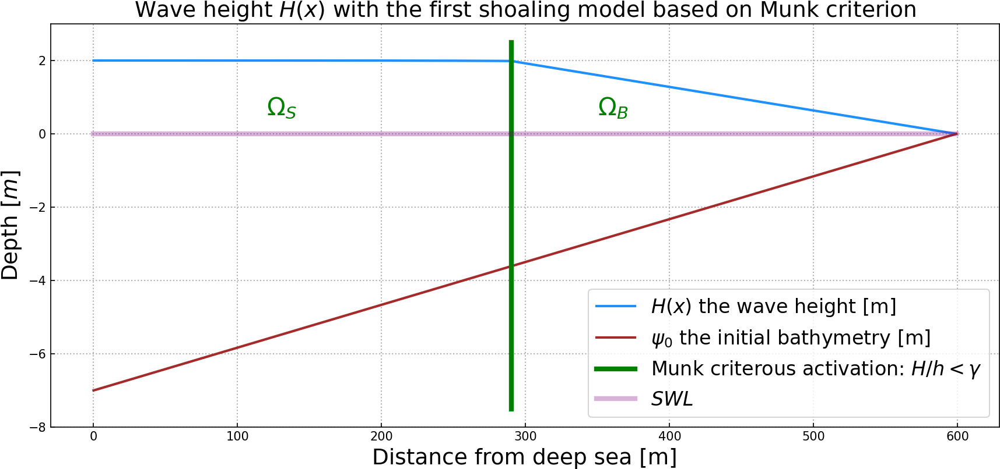 Wave height H(x) with the first shoaling model based on Munk criterion
Depth [m]
2
0
−2
−4
−6
−8
Ω_S
Ω_B
H(x) the wave height [m]
ψ_0 the initial bathymetry [m]
Munk criterous activation: H/h < γ
SWL
0 100 200 300 400 500 600
Distance from deep sea [m]